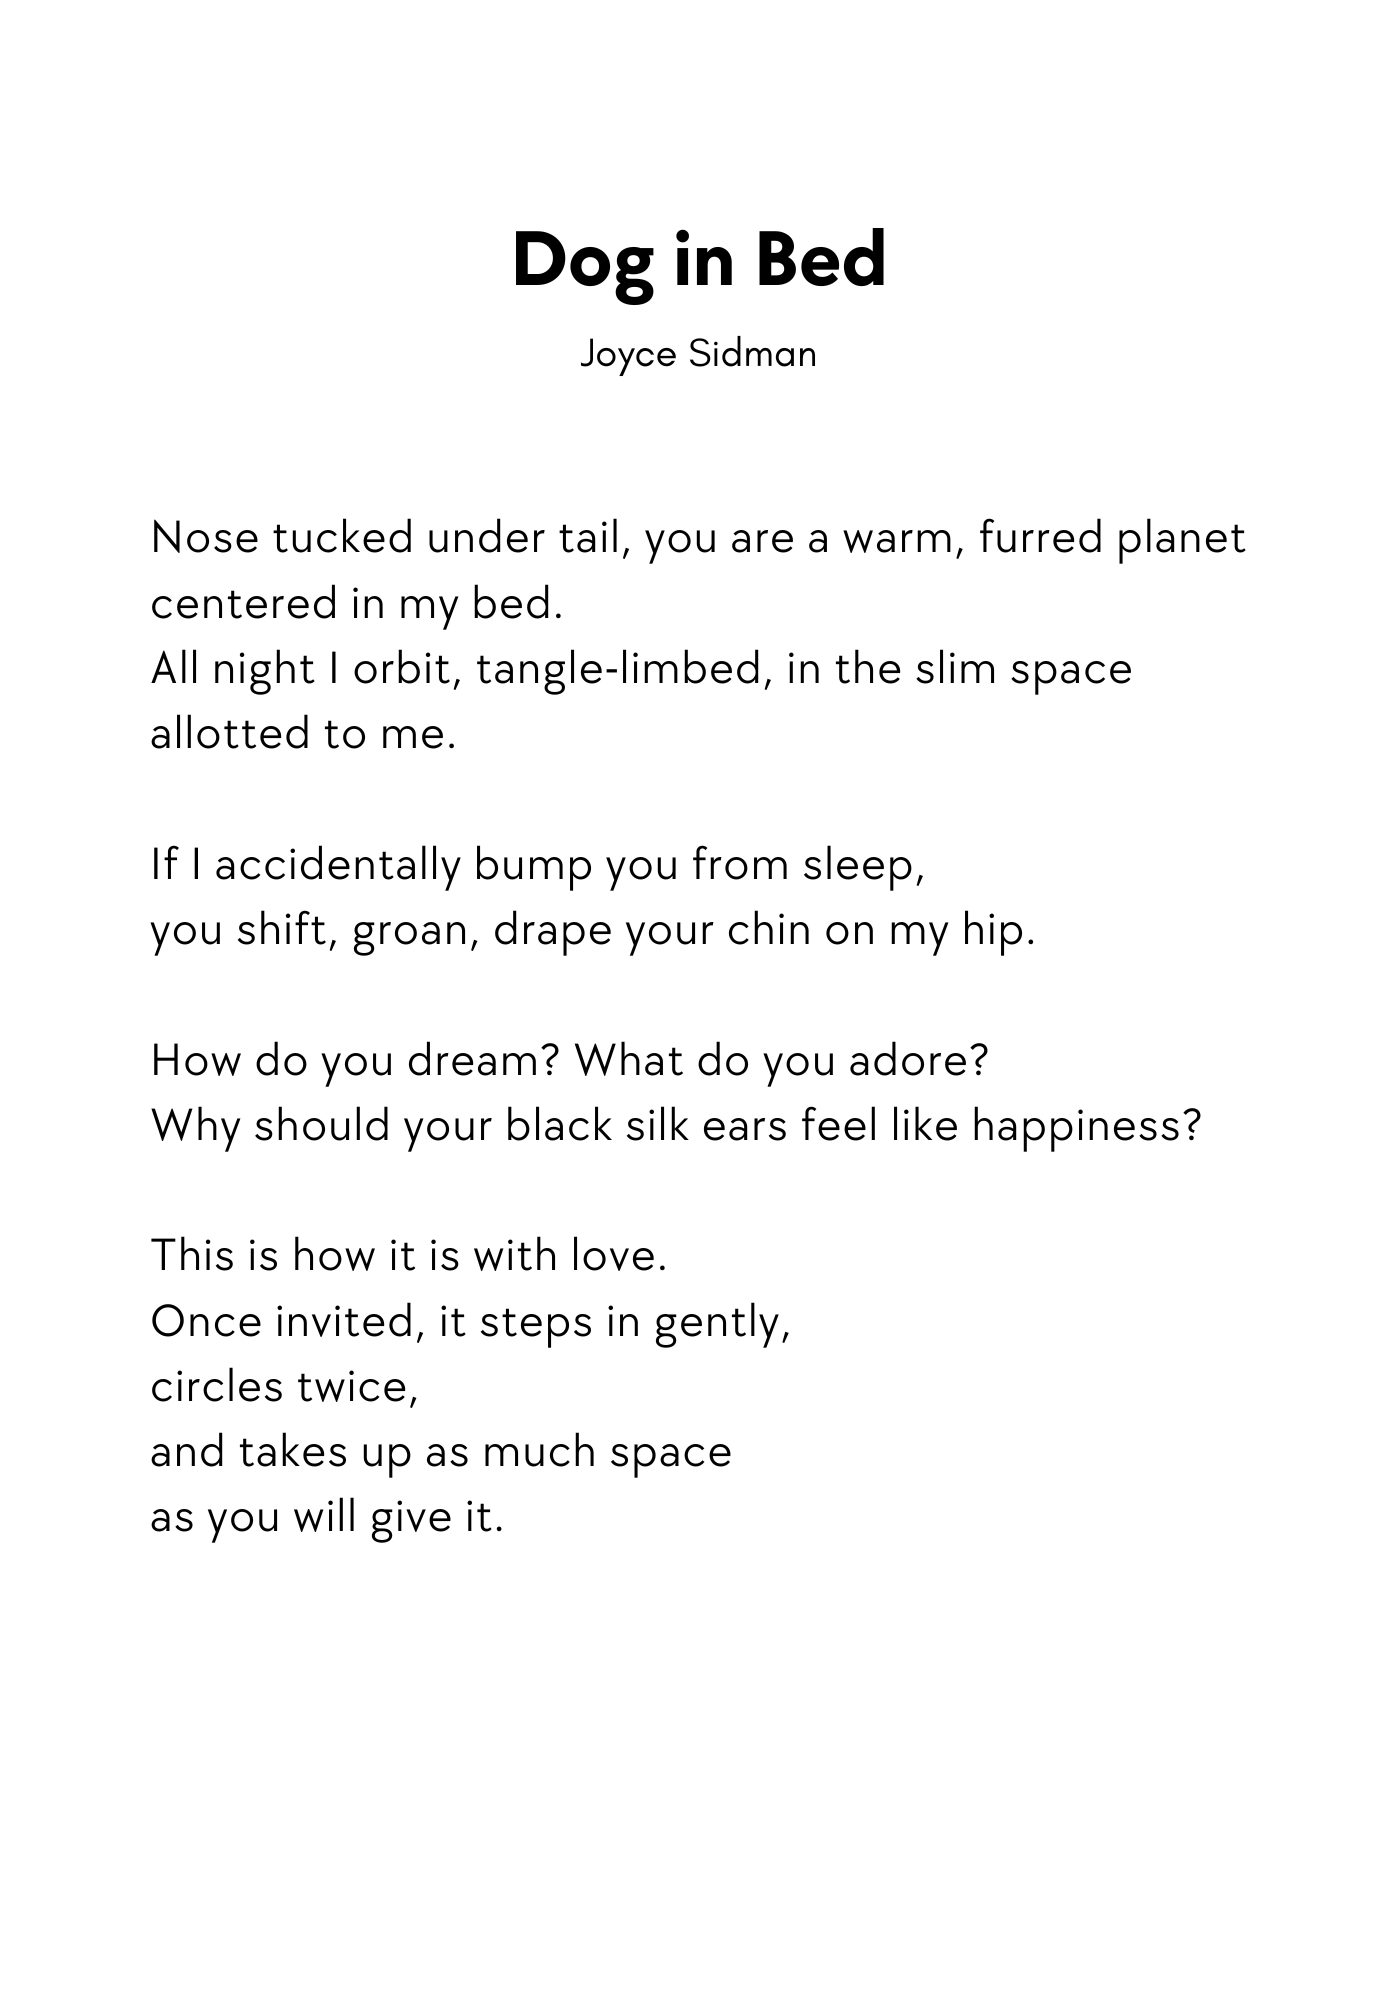 Dog in Bed
Joyce Sidman
Nose tucked under tail, you are a warm, furred planet
centered in my bed.
All night I orbit, tangle-limbed, in the slim space
allotted to me.
If I accidentally bump you from sleep,
you shift, groan, drape your chin on my hip.
How do you dream? What do you adore?
Why should your black silk ears feel like happiness?
This is how it is with love.
Once invited, it steps in gently,
circles twice,
and takes up as much space
as you will give it.